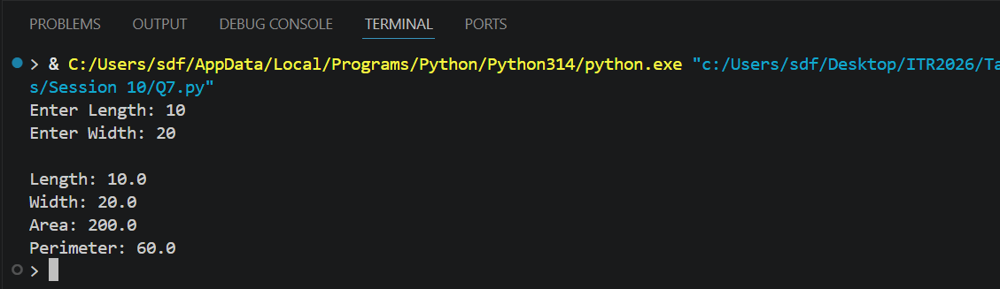 PROBLEMS OUTPUT DEBUG CONSOLE TERMINAL PORTS
> & C:/Users/sdf/AppData/Local/Programs/Python/Python314/python.exe "c:/Users/sdf/Desktop/ITR2026/Ta
s/Session 10/Q7.py"
Enter Length: 10
Enter Width: 20
Length: 10.0
Width: 20.0
Area: 200.0
Perimeter: 60.0
>